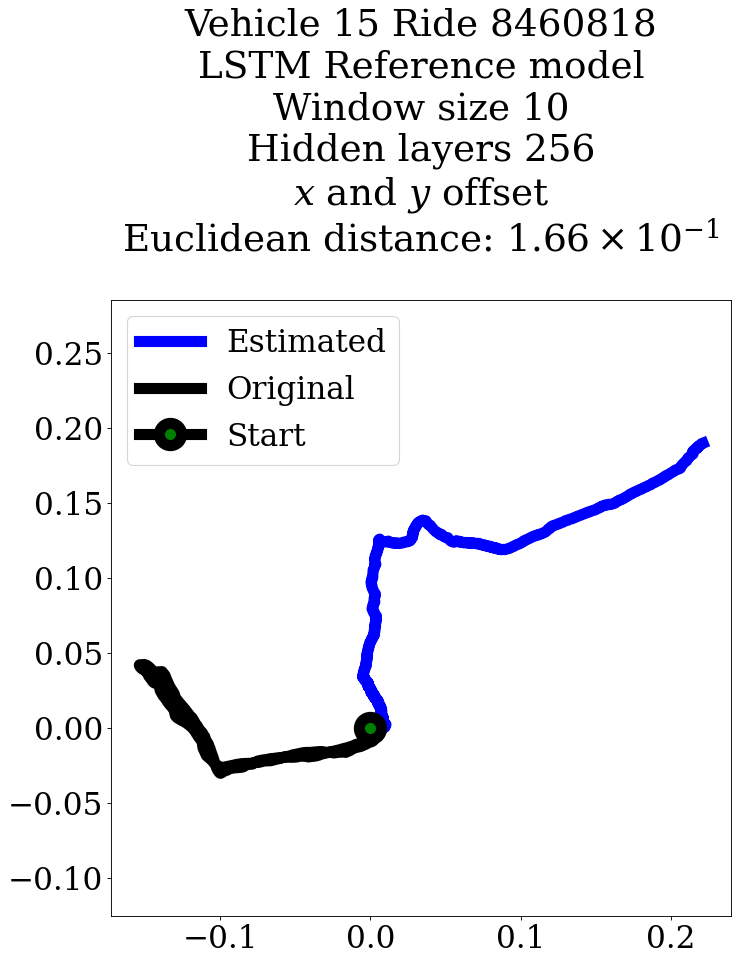 Vehicle 15 Ride 8460818
LSTM Reference model
Window size 10
Hidden layers 256
x and y offset
Euclidean distance: 1.66 × 10⁻¹
Estimated
Original
Start
0.25
0.20
0.15
0.10
0.05
0.00
−0.05
−0.10
−0.1 0.0 0.1 0.2